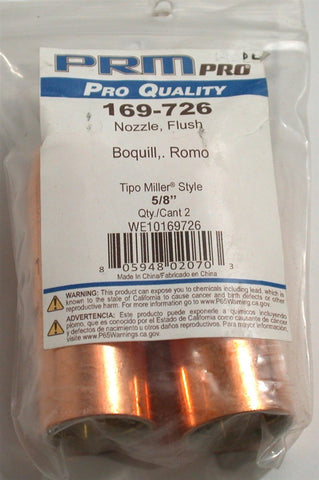 PRM PRO
PRO QUALITY
169-726
Nozzle, Flush
Boquill,. Romo
Tipo Miller® Style
5/8"
Qty./Cant 2
WE10169726
8 05948 02070 3
Made In China/Fabricado en China
WARNING: This product can expose you to chemicals including lead, which is
known to the state of California to cause cancer and birth defects or other
reproductive harm. For more information go to
www.P65Warnings.ca.gov.
ADVERTENCIA: Este producto puede exponerle a químicos incluyendo
plomo, que es conocido por el Estado de California como causante de cáncer
y defectos de nacimiento u otros daños reproductivos. Para mayor información,
visite www.P65Warnings.ca.gov.